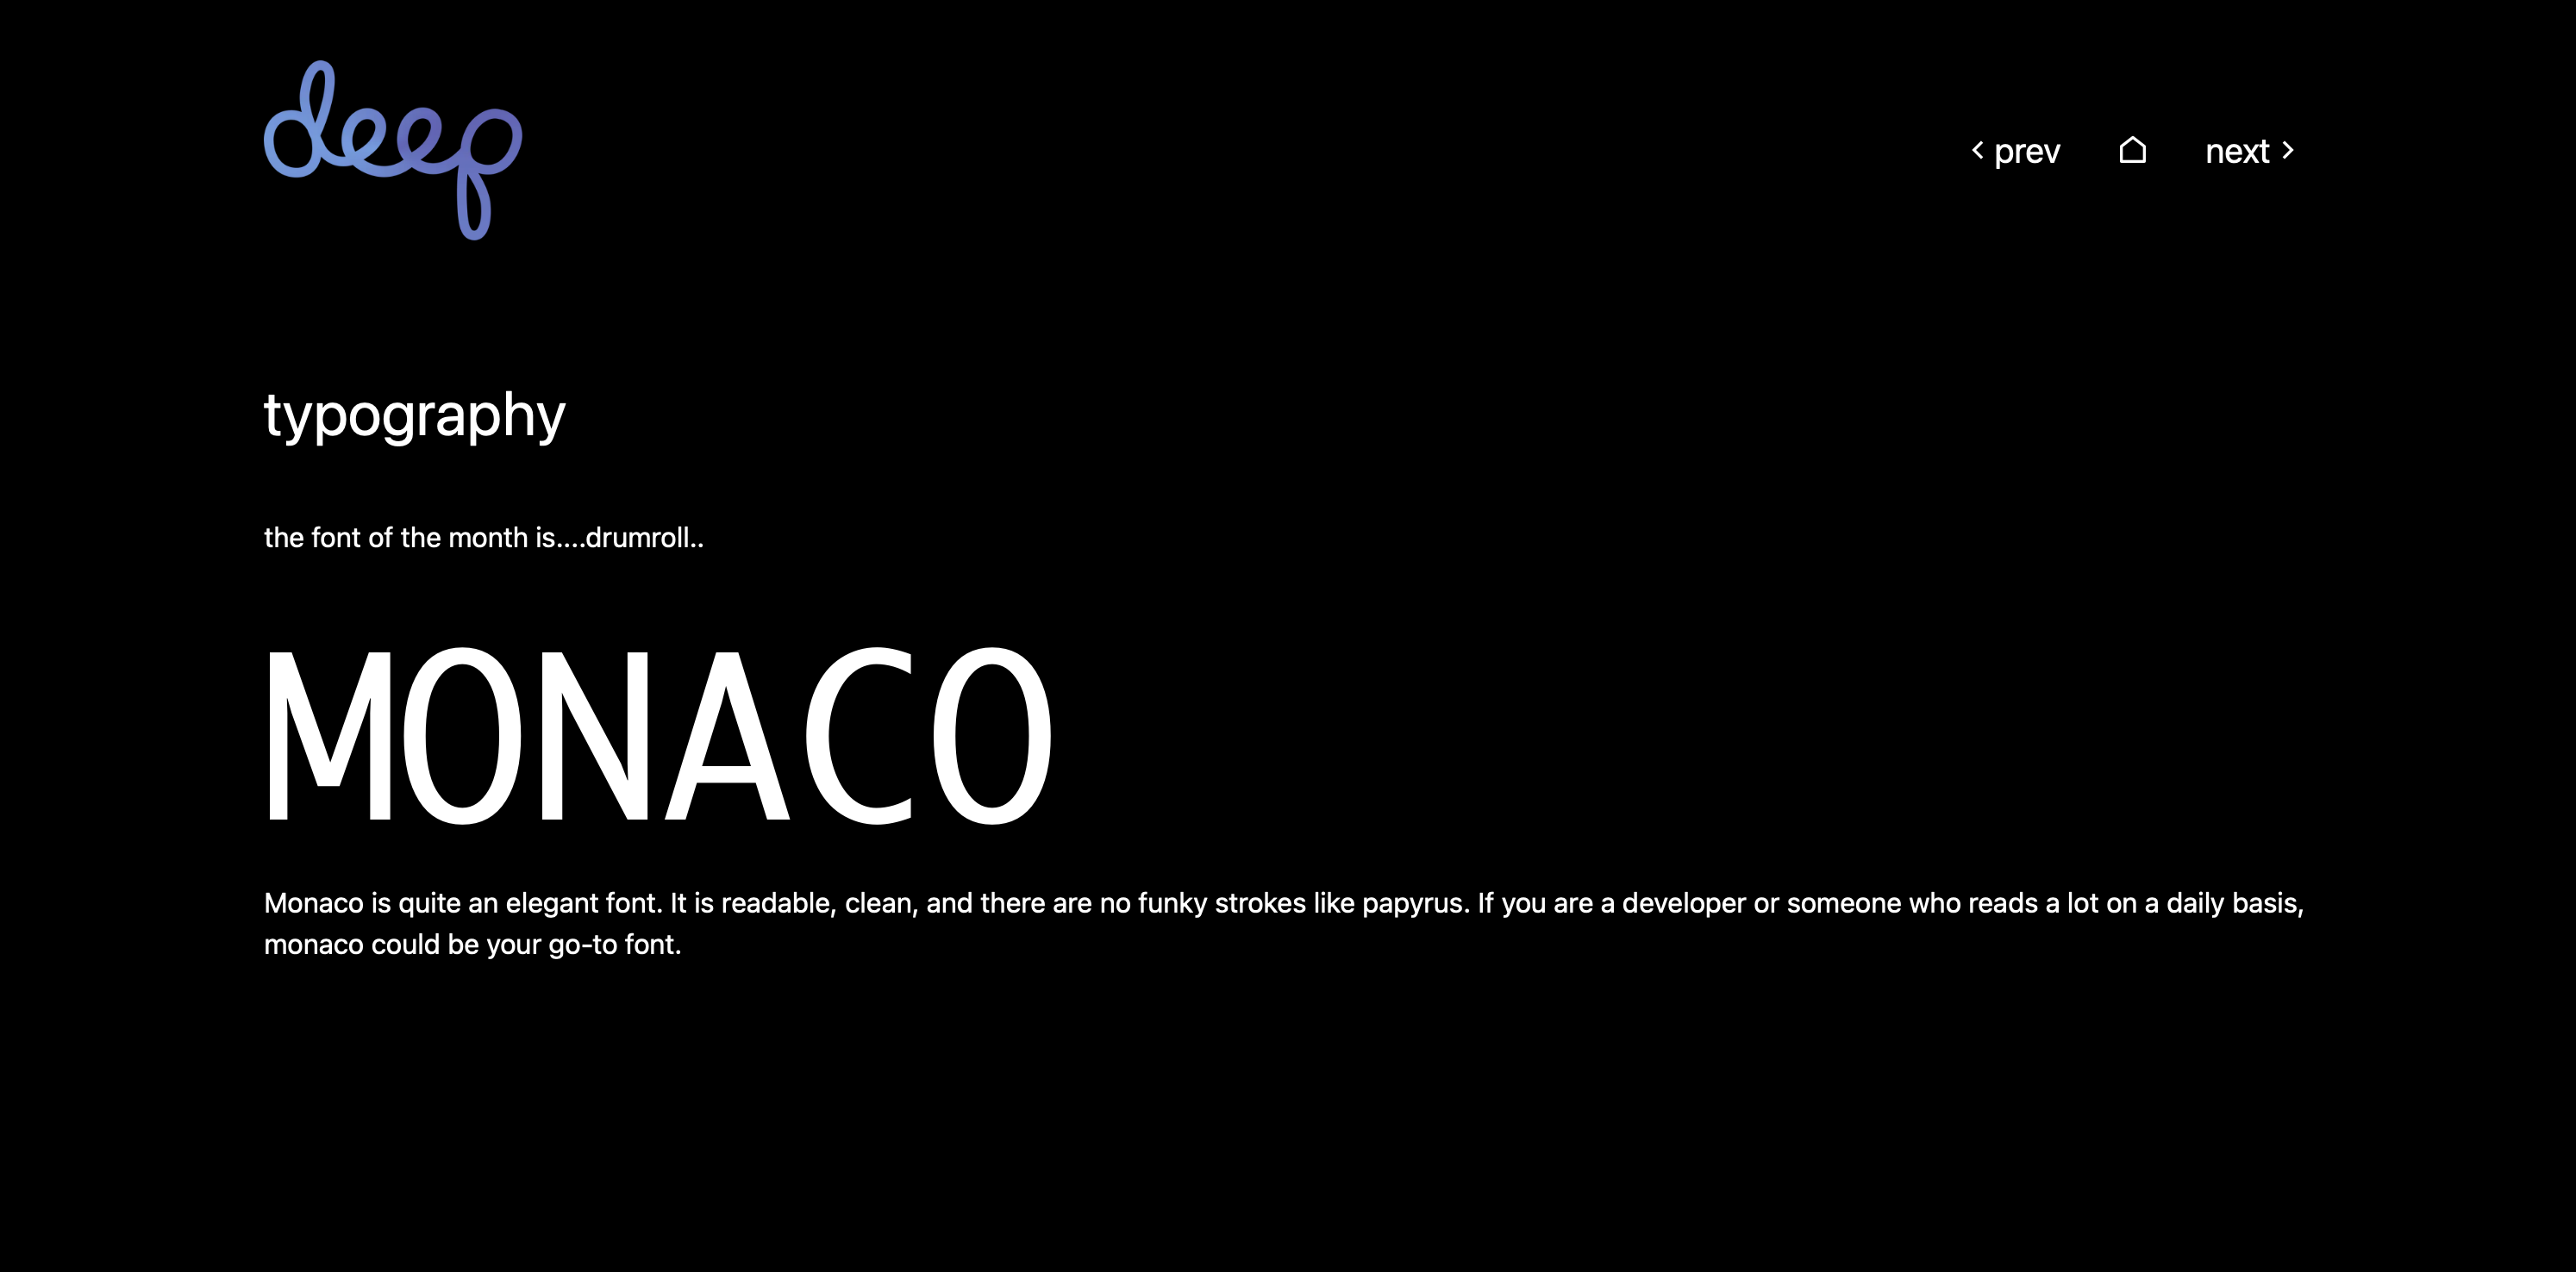 deep
prev
next
typography
the font of the month is....drumroll..
MONACO
Monaco is quite an elegant font. It is readable, clean, and there are no funky strokes like papyrus. If you are a developer or someone who reads a lot on a daily basis,
monaco could be your go-to font.